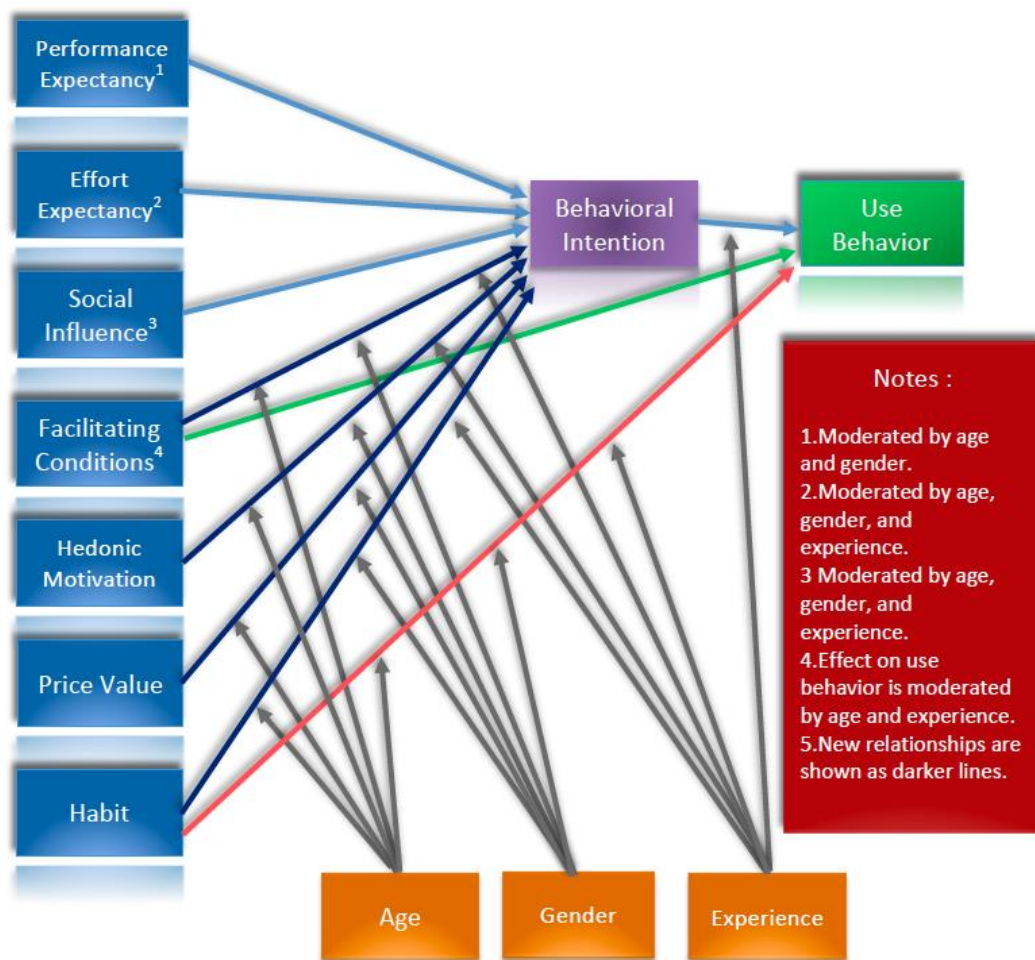 Performance
Expectancy1
Effort
Expectancy2
Social
Influence3
Facilitating
Conditions4
Hedonic
Motivation
Price Value
Habit
Behavioral
Intention
Use
Behavior
Notes :
1.Moderated by age
and gender.
2.Moderated by age,
gender, and
experience.
3 Moderated by age,
gender, and
experience.
4.Effect on use
behavior is moderated
by age and experience.
5.New relationships are
shown as darker lines.
Age
Gender
Experience